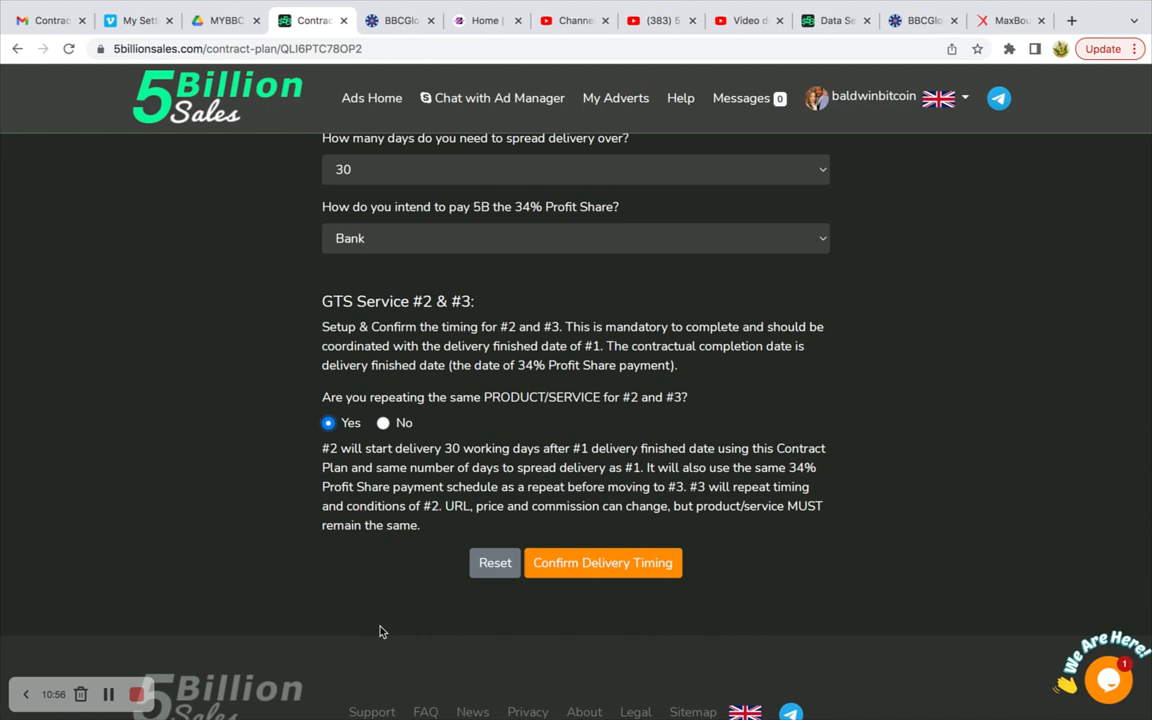 Contrac
My Sett
MYBBC
Contrac
BBCGlo
Home |
Channe
(383) 5
Video d
Data Se
BBCGlo
MaxBou
5billionsales.com/contract-plan/QLI6PTC78OP2
Update
5Billion Sales
Ads Home
Chat with Ad Manager
My Adverts
Help
Messages 0
baldwinbitcoin
How many days do you need to spread delivery over?
30
How do you intend to pay 5B the 34% Profit Share?
Bank
GTS Service #2 & #3:
Setup & Confirm the timing for #2 and #3. This is mandatory to complete and should be
coordinated with the delivery finished date of #1. The contractual completion date is
delivery finished date (the date of 34% Profit Share payment).
Are you repeating the same PRODUCT/SERVICE for #2 and #3?
Yes No
#2 will start delivery 30 working days after #1 delivery finished date using this Contract
Plan and same number of days to spread delivery as #1. It will also use the same 34%
Profit Share payment schedule as a repeat before moving to #3. #3 will repeat timing
and conditions of #2. URL, price and commission can change, but product/service MUST
remain the same.
Reset
Confirm Delivery Timing
We Are Here!
1
10:56
5Billion Sales
Support
FAQ
News
Privacy
About
Legal
Sitemap